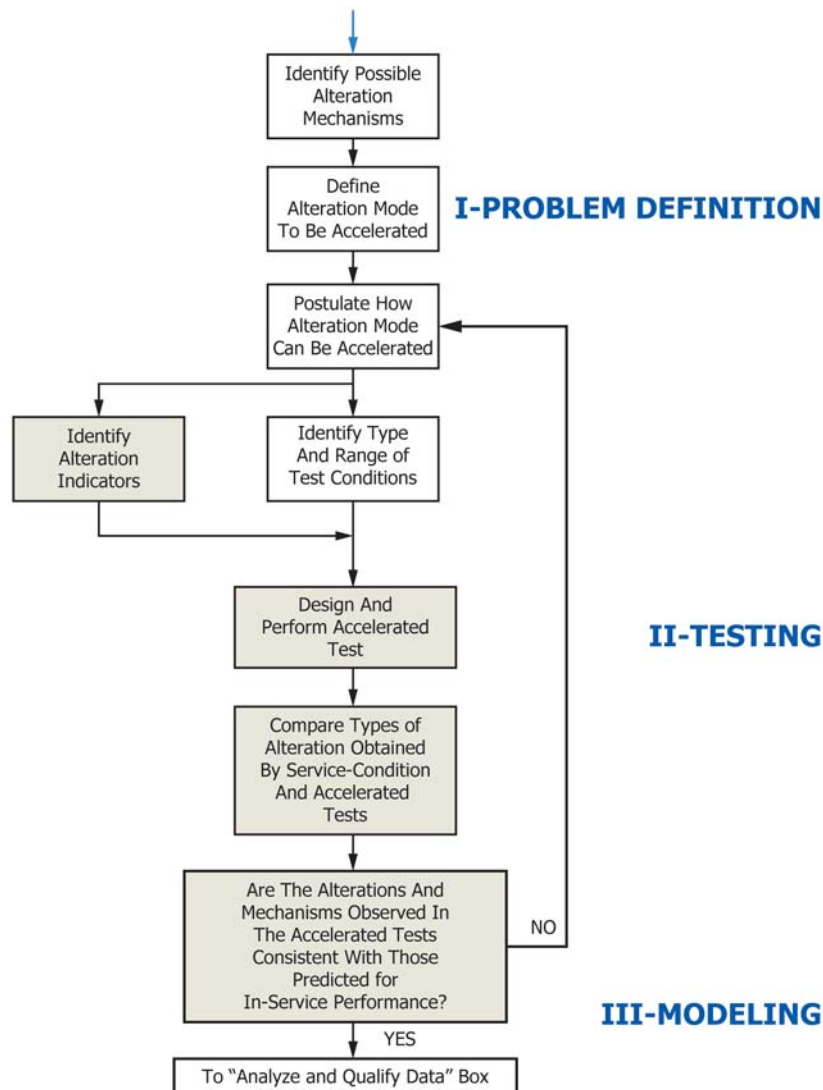 Identify Possible
Alteration
Mechanisms
Define
Alteration Mode
To Be Accelerated
I-PROBLEM DEFINITION
Postulate How
Alteration Mode
Can Be Accelerated
Identify
Alteration
Indicators
Identify Type
And Range of
Test Conditions
Design And
Perform Accelerated
Test
II-TESTING
Compare Types of
Alteration Obtained
By Service-Condition
And Accelerated
Tests
Are The Alterations And
Mechanisms Observed In
The Accelerated Tests
Consistent With Those
Predicted for
In-Service Performance?
NO
III-MODELING
YES
To “Analyze and Qualify Data” Box